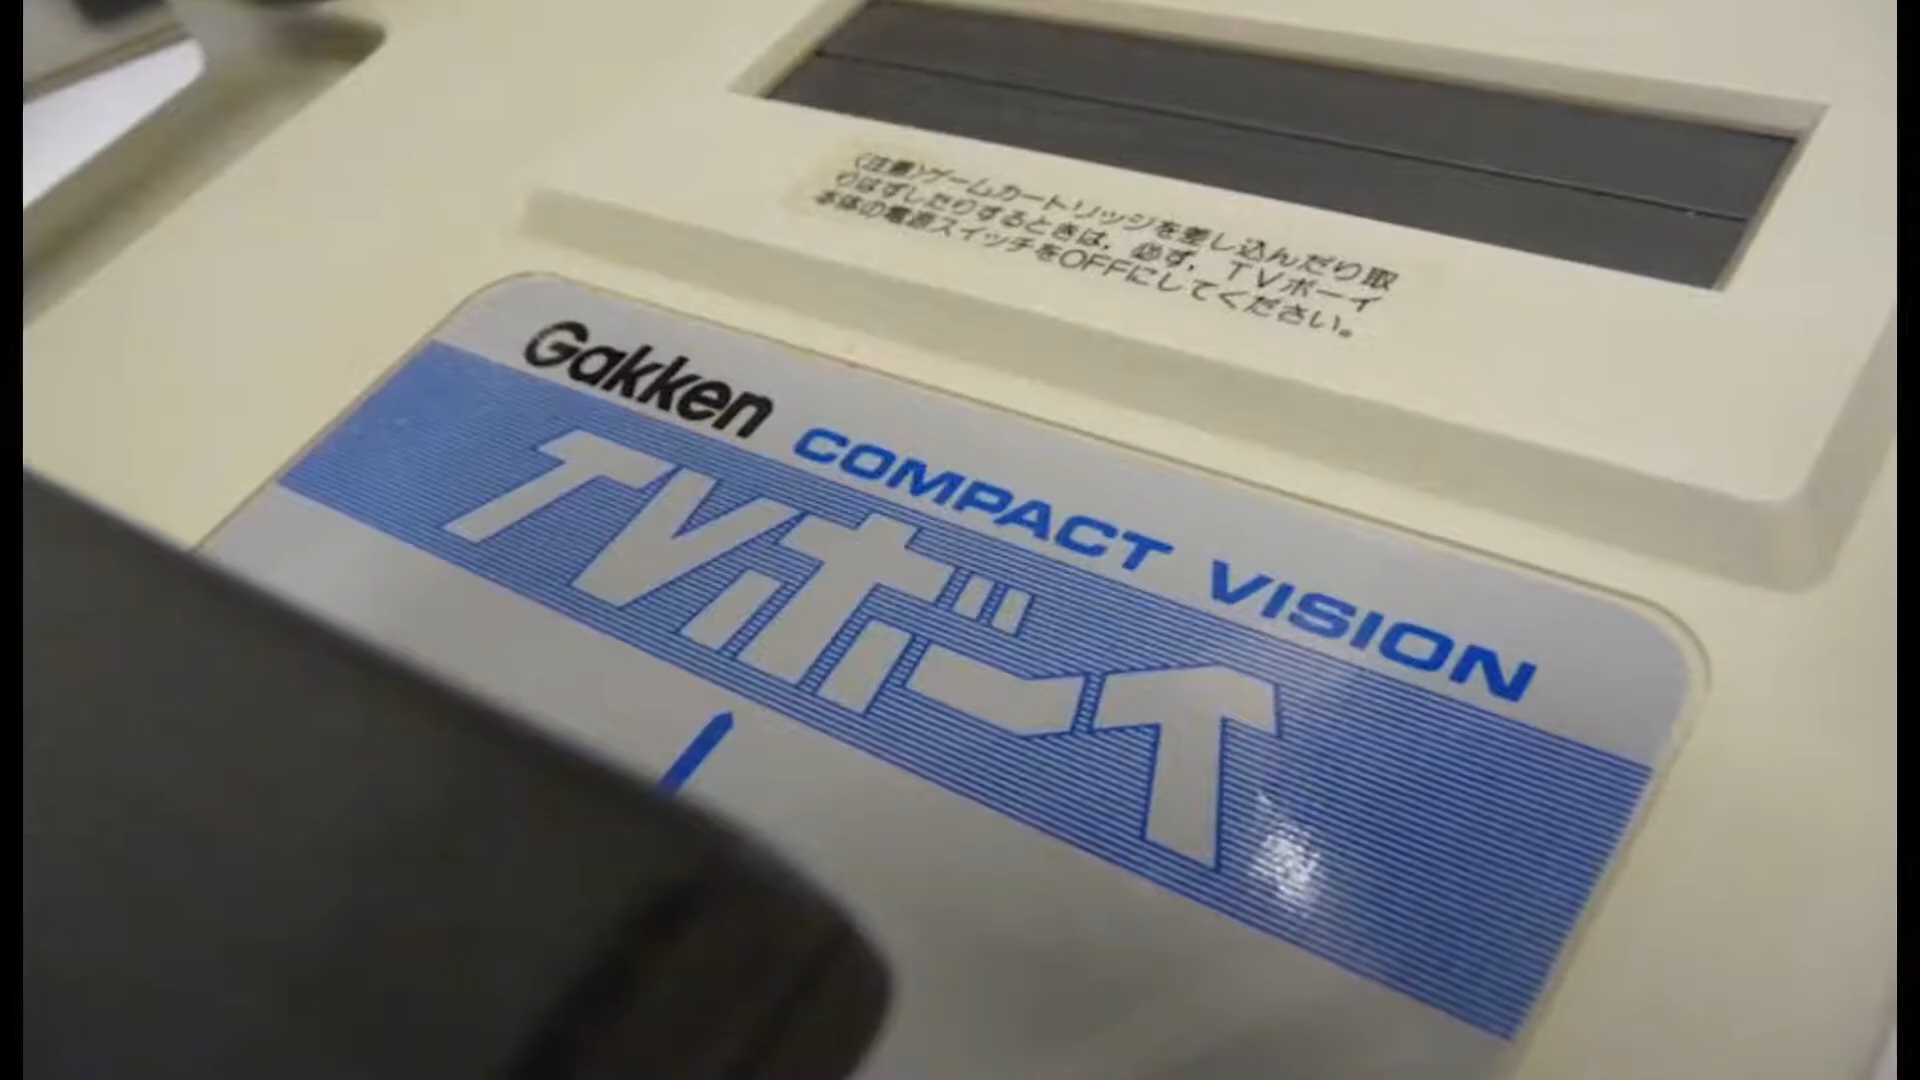 〈注意〉ゲームカートリッジを差し込んだり取
りはずしたりするときは，必ず，TVボーイ
本体の電源スイッチをOFFにしてください。
Gakken COMPACT VISION
TVボーイ